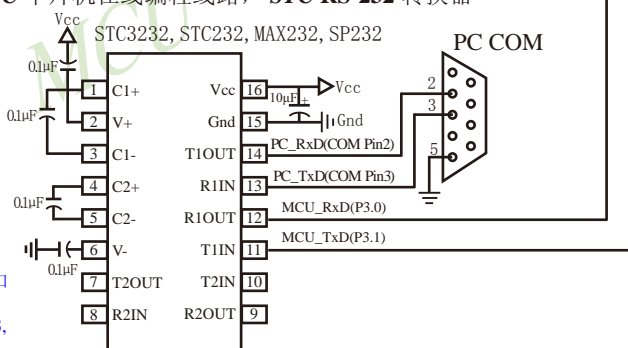 单片机在线编程线路， STC RS-232 转换器
Vcc
STC3232,STC232,MAX232,SP232
PC COM
MCU
0.1μF
0.1μF
1 C1+
Vcc 16
Vcc
10μF +
2 V+
Gnd 15
Gnd
3 C1-
T1OUT 14
PC_RxD(COM Pin2)
2
3
5
4 C2+
R1IN 13
PC_TxD(COM Pin3)
0.1μF
5 C2-
R1OUT 12
MCU_RxD(P3.0)
6 V-
T1IN 11
MCU_TxD(P3.1)
0.1μF
7 T2OUT
T2IN 10
8 R2IN
R2OUT 9